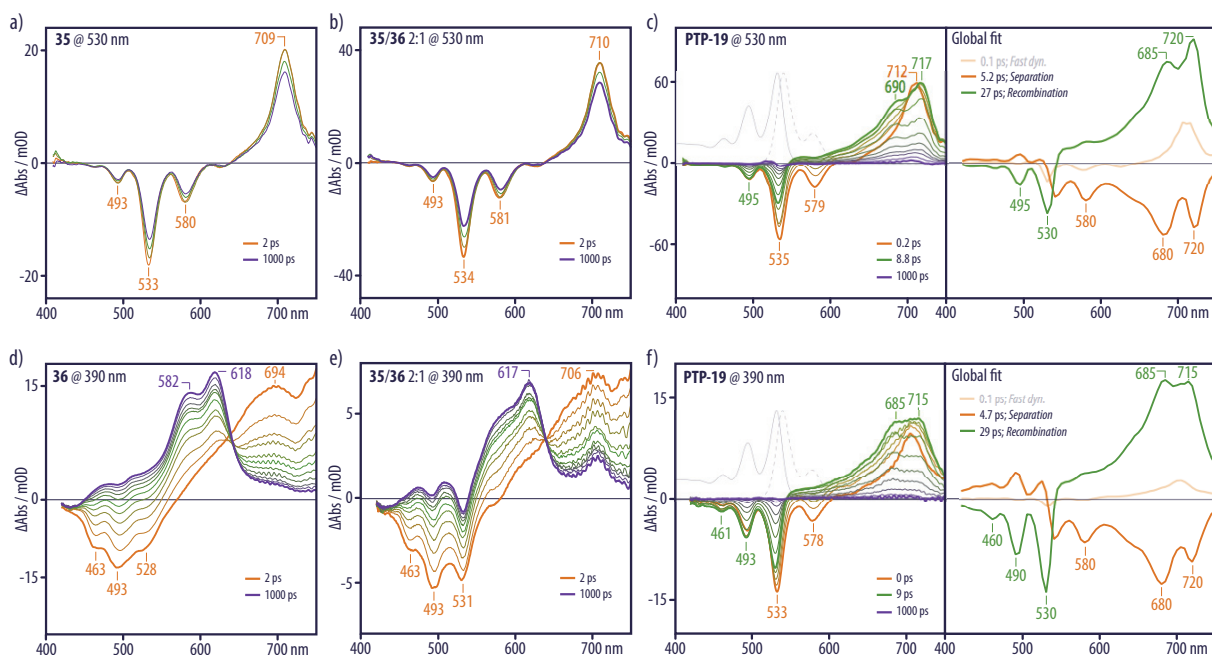 a)
35 @ 530 nm
709
20
0
-20
ΔAbs / mOD
493
580
533
2 ps
1000 ps
400 500 600 700 nm
b)
35/36 2:1 @ 530 nm
710
40
0
-40
ΔAbs / mOD
493
581
534
2 ps
1000 ps
400 500 600 700 nm
c)
PTP-19 @ 530 nm
712
717
690
60
0
-60
ΔAbs / mOD
495
579
535
0.2 ps
8.8 ps
1000 ps
400 500 600 700
Global fit
0.1 ps; Fast dyn.
5.2 ps; Separation
27 ps; Recombination
720
685
495
530
580
680
720
500 600 700 nm
d)
36 @ 390 nm
582
618
694
15
0
-15
ΔAbs / mOD
463
493
528
2 ps
1000 ps
400 500 600 700 nm
e)
35/36 2:1 @ 390 nm
617
706
5
0
-5
ΔAbs / mOD
463
493
531
2 ps
1000 ps
400 500 600 700 nm
f)
PTP-19 @ 390 nm
685
715
15
0
-15
ΔAbs / mOD
461
493
578
533
0 ps
9 ps
1000 ps
400 500 600 700
Global fit
0.1 ps; Fast dyn.
4.7 ps; Separation
29 ps; Recombination
685
715
460
490
530
580
680
720
500 600 700 nm